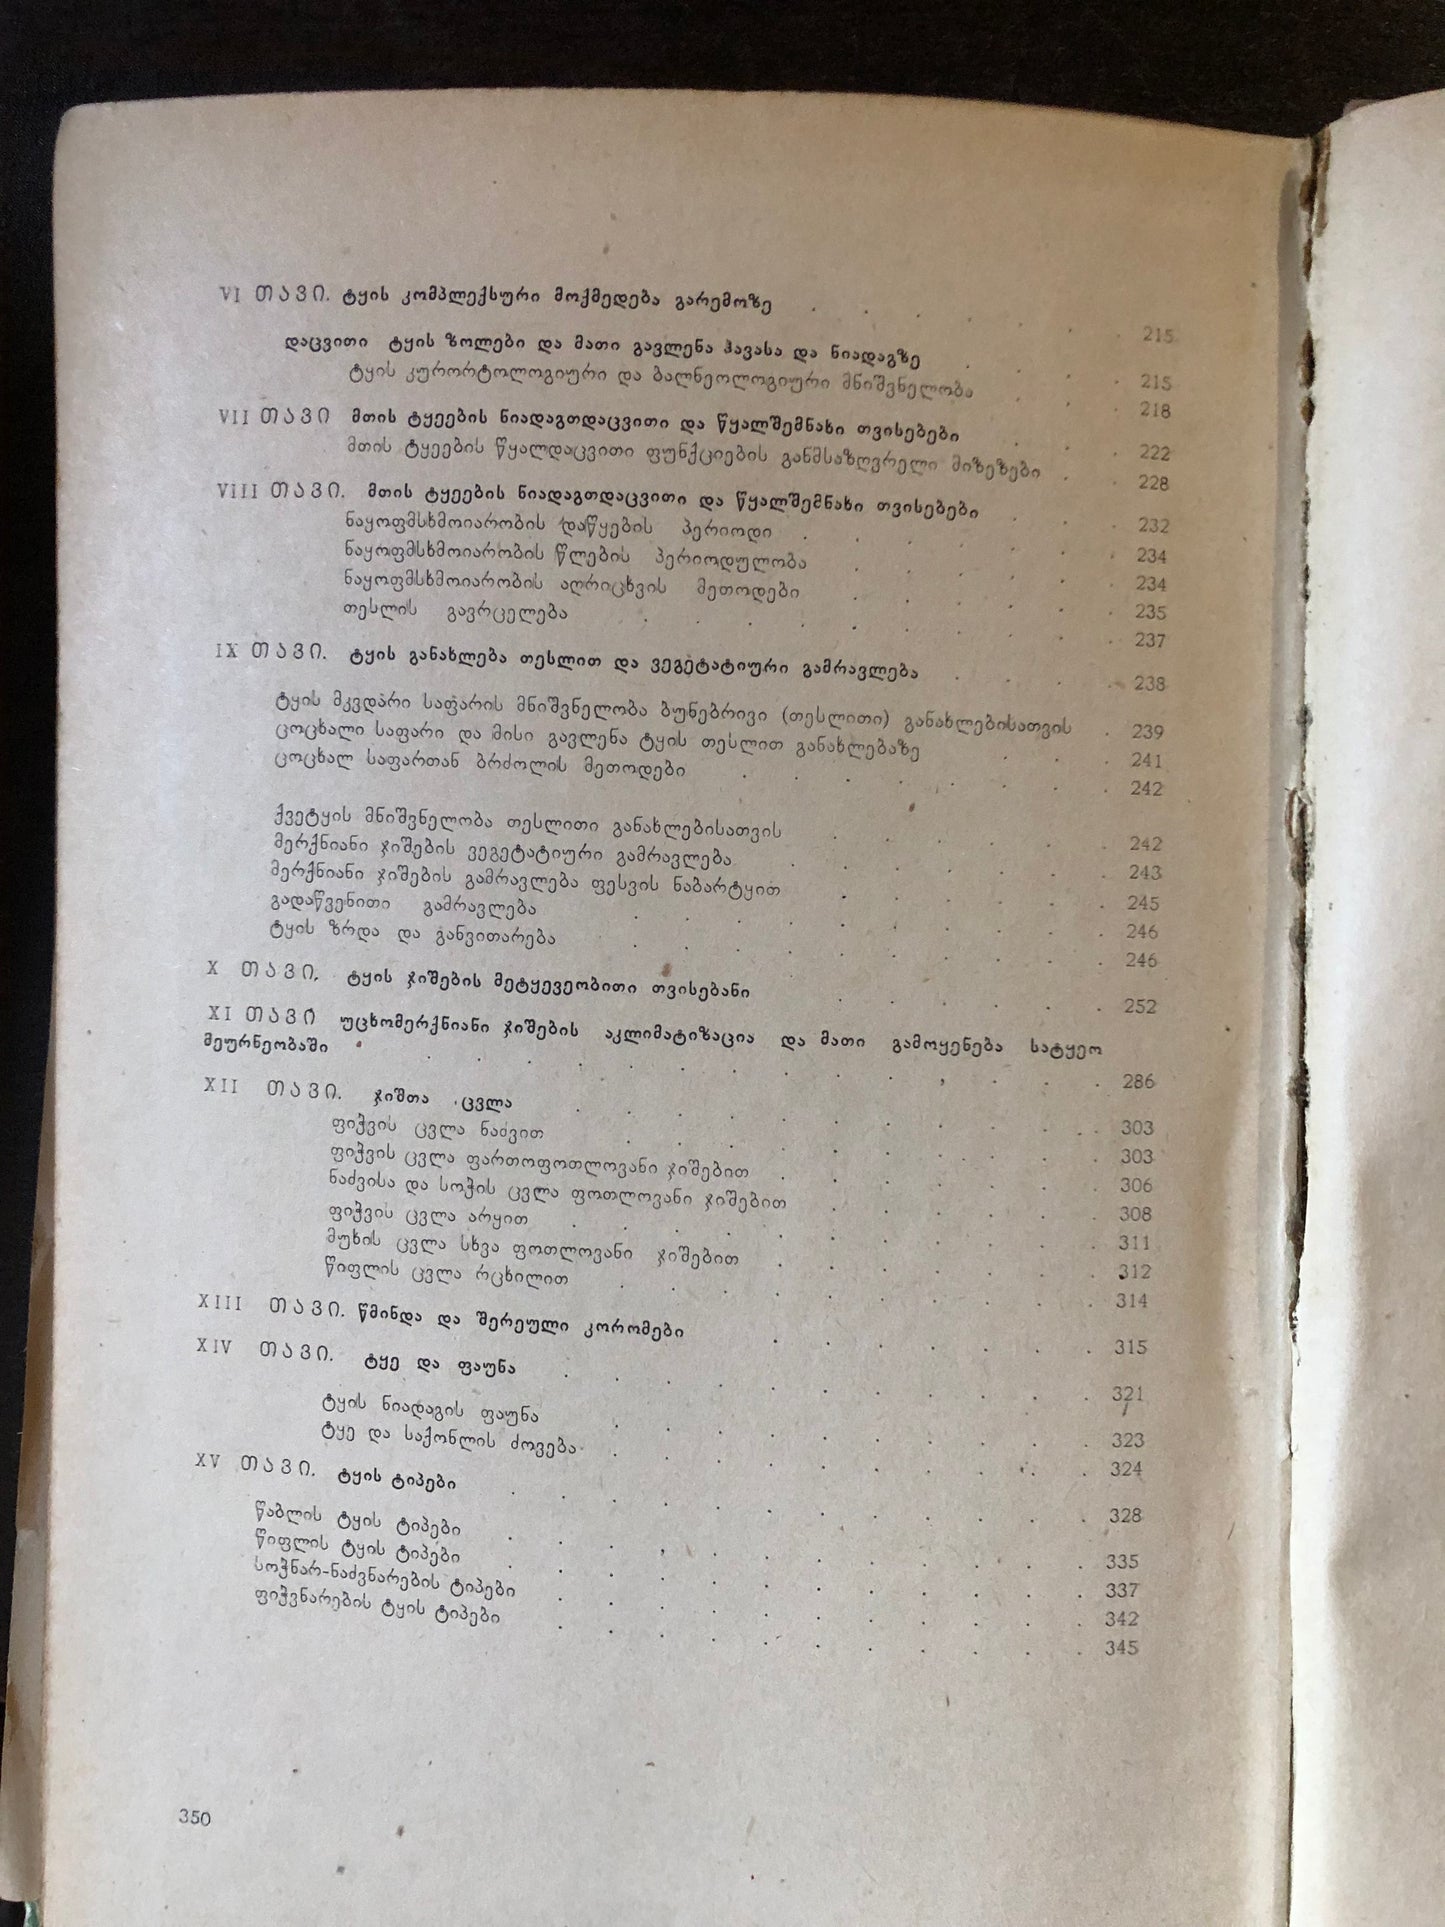 VI თავი. ტყის კომპლექსური მოქმედება გარემოზე . . . . . . . 215
დაცვითი ტყის ზოლები და მათი გავლენა ჰავასა და ნიადაგზე . . . . 215
ტყის კურორტოლოგიური და ბალნეოლოგიური მნიშვნელობა . . . 218
VII თავი მთის ტყეების ნიადაგთდაცვითი და წყალშემნახი თვისებები . . . 222
მთის ტყეების წყალდაცვითი ფუნქციების განმსაზღვრელი მიზეზები . . 228
VIII თავი. მთის ტყეების ნიადაგთდაცვითი და წყალშემნახი თვისებები . . . 232
ნაყოფმსხმოიარობის დაწყების პერიოდი . . . . . . . 234
ნაყოფმსხმოიარობის წლების პერიოდულობა . . . . . . 234
ნაყოფმსხმოიარობის აღრიცხვის მეთოდები . . . . . . 235
თესლის გავრცელება . . . . . . . . . . 237
IX თავი. ტყის განახლება თესლით და ვეგეტატიური გამრავლება . . . . 238
ტყის მკვდარი საფარის მნიშვნელობა ბუნებრივი (თესლითი) განახლებისათვის . 239
ცოცხალი საფარი და მისი გავლენა ტყის თესლით განახლებაზე . . . 241
ცოცხალ საფართან ბრძოლის მეთოდები . . . . . . . . 242
ქვეტყის მნიშვნელობა თესლითი განახლებისათვის . . . . . . 242
მერქნიანი ჯიშების ვეგეტატიური გამრავლება . . . . . . . 243
მერქნიანი ჯიშების გამრავლება ფესვის ნაბარტყით . . . . . . 245
გადაწვენითი გამრავლება . . . . . . . . . . 246
ტყის ზრდა და განვითარება . . . . . . . . . . 246
X თავი. ტყის ჯიშების მეტყევეობითი თვისებანი . . . . . . 252
XI თავი უცხომერქნიანი ჯიშების აკლიმატიზაცია და მათი გამოყენება სატყეო
მეურნეობაში . . . . . . . . . . . . . . 286
XII თავი. ჯიშთა ცვლა . . . . . . . . . . . 303
ფიჭვის ცვლა ნაძვით . . . . . . . . . . 303
ფიჭვის ცვლა ფართოფოთლოვანი ჯიშებით . . . . . . . 306
ნაძვისა და სოჭის ცვლა ფოთლოვანი ჯიშებით . . . . . . 308
ფიჭვის ცვლა არყით . . . . . . . . . . . 311
მუხის ცვლა სხვა ფოთლოვანი ჯიშებით . . . . . . . 312
წიფლის ცვლა რცხილით . . . . . . . . . . 314
XIII თავი. წმინდა და შერეული კორომები . . . . . . . 315
XIV თავი. ტყე და ფაუნა . . . . . . . . . . . 321
ტყის ნიადაგის ფაუნა . . . . . . . . . . 323
ტყე და საქონლის ძოვება . . . . . . . . . . 324
XV თავი. ტყის ტიპები . . . . . . . . . . . . 328
წაბლის ტყის ტიპები . . . . . . . . . . . . 335
წიფლის ტყის ტიპები . . . . . . . . . . . . 337
სოჭნარ-ნაძვნარების ტიპები . . . . . . . . . . . 342
ფიჭვნარების ტყის ტიპები . . . . . . . . . . . 345
350